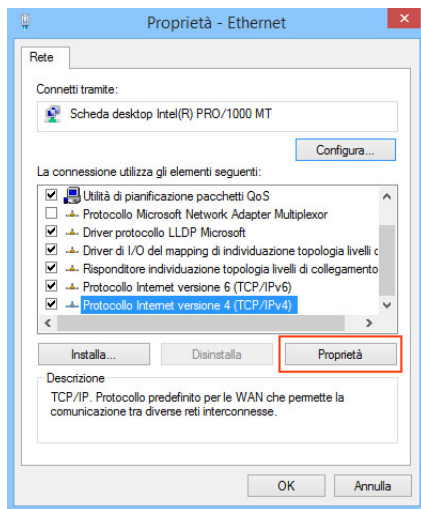 Proprietà - Ethernet
Rete
Connetti tramite:
Scheda desktop Intel(R) PRO/1000 MT
Configura...
La connessione utilizza gli elementi seguenti:
Utilità di pianificazione pacchetti QoS
Protocollo Microsoft Network Adapter Multiplexor
Driver protocollo LLDP Microsoft
Driver di I/O del mapping di individuazione topologia livelli c
Risponditore individuazione topologia livelli di collegamento
Protocollo Internet versione 6 (TCP/IPv6)
Protocollo Internet versione 4 (TCP/IPv4)
Installa... Disinstalla Proprietà
Descrizione
TCP/IP. Protocollo predefinito per le WAN che permette la
comunicazione tra diverse reti interconnesse.
OK Annulla